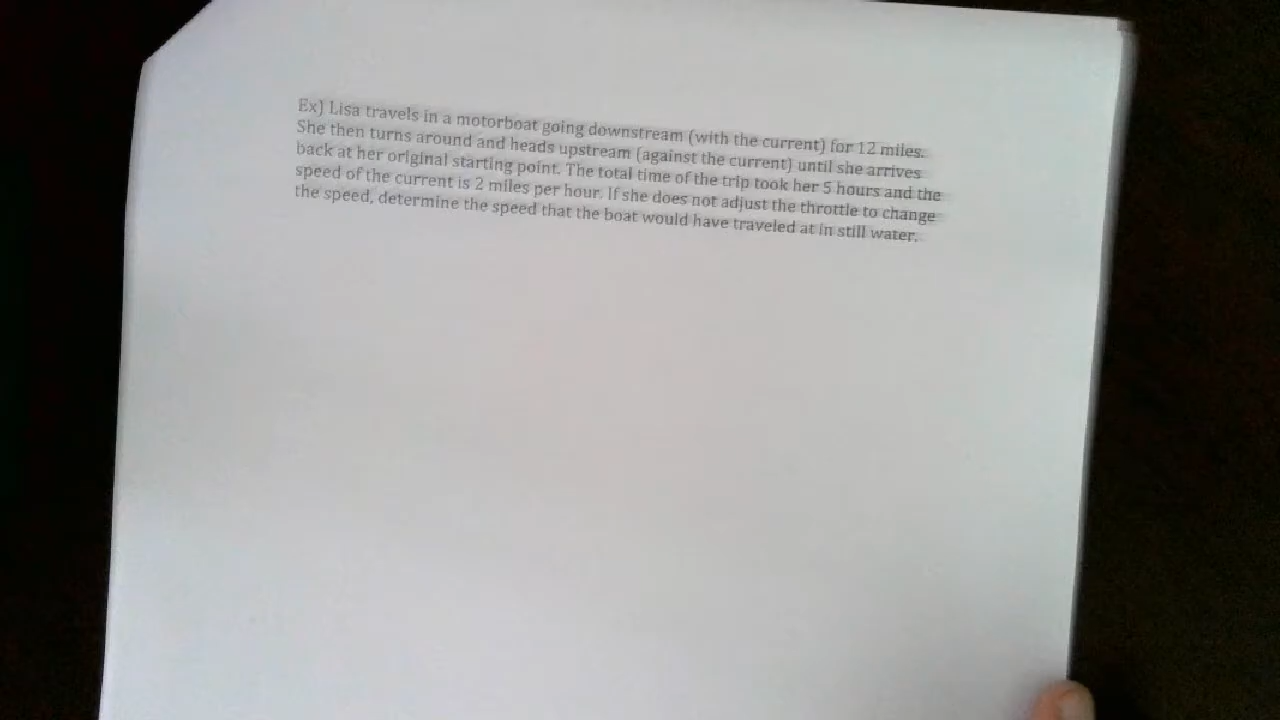 Ex) Lisa travels in a motorboat going downstream (with the current) for 12 miles.
She then turns around and heads upstream (against the current) until she arrives
back at her original starting point. The total time of the trip took her 5 hours and the
speed of the current is 2 miles per hour. If she does not adjust the throttle to change
the speed, determine the speed that the boat would have traveled at in still water.